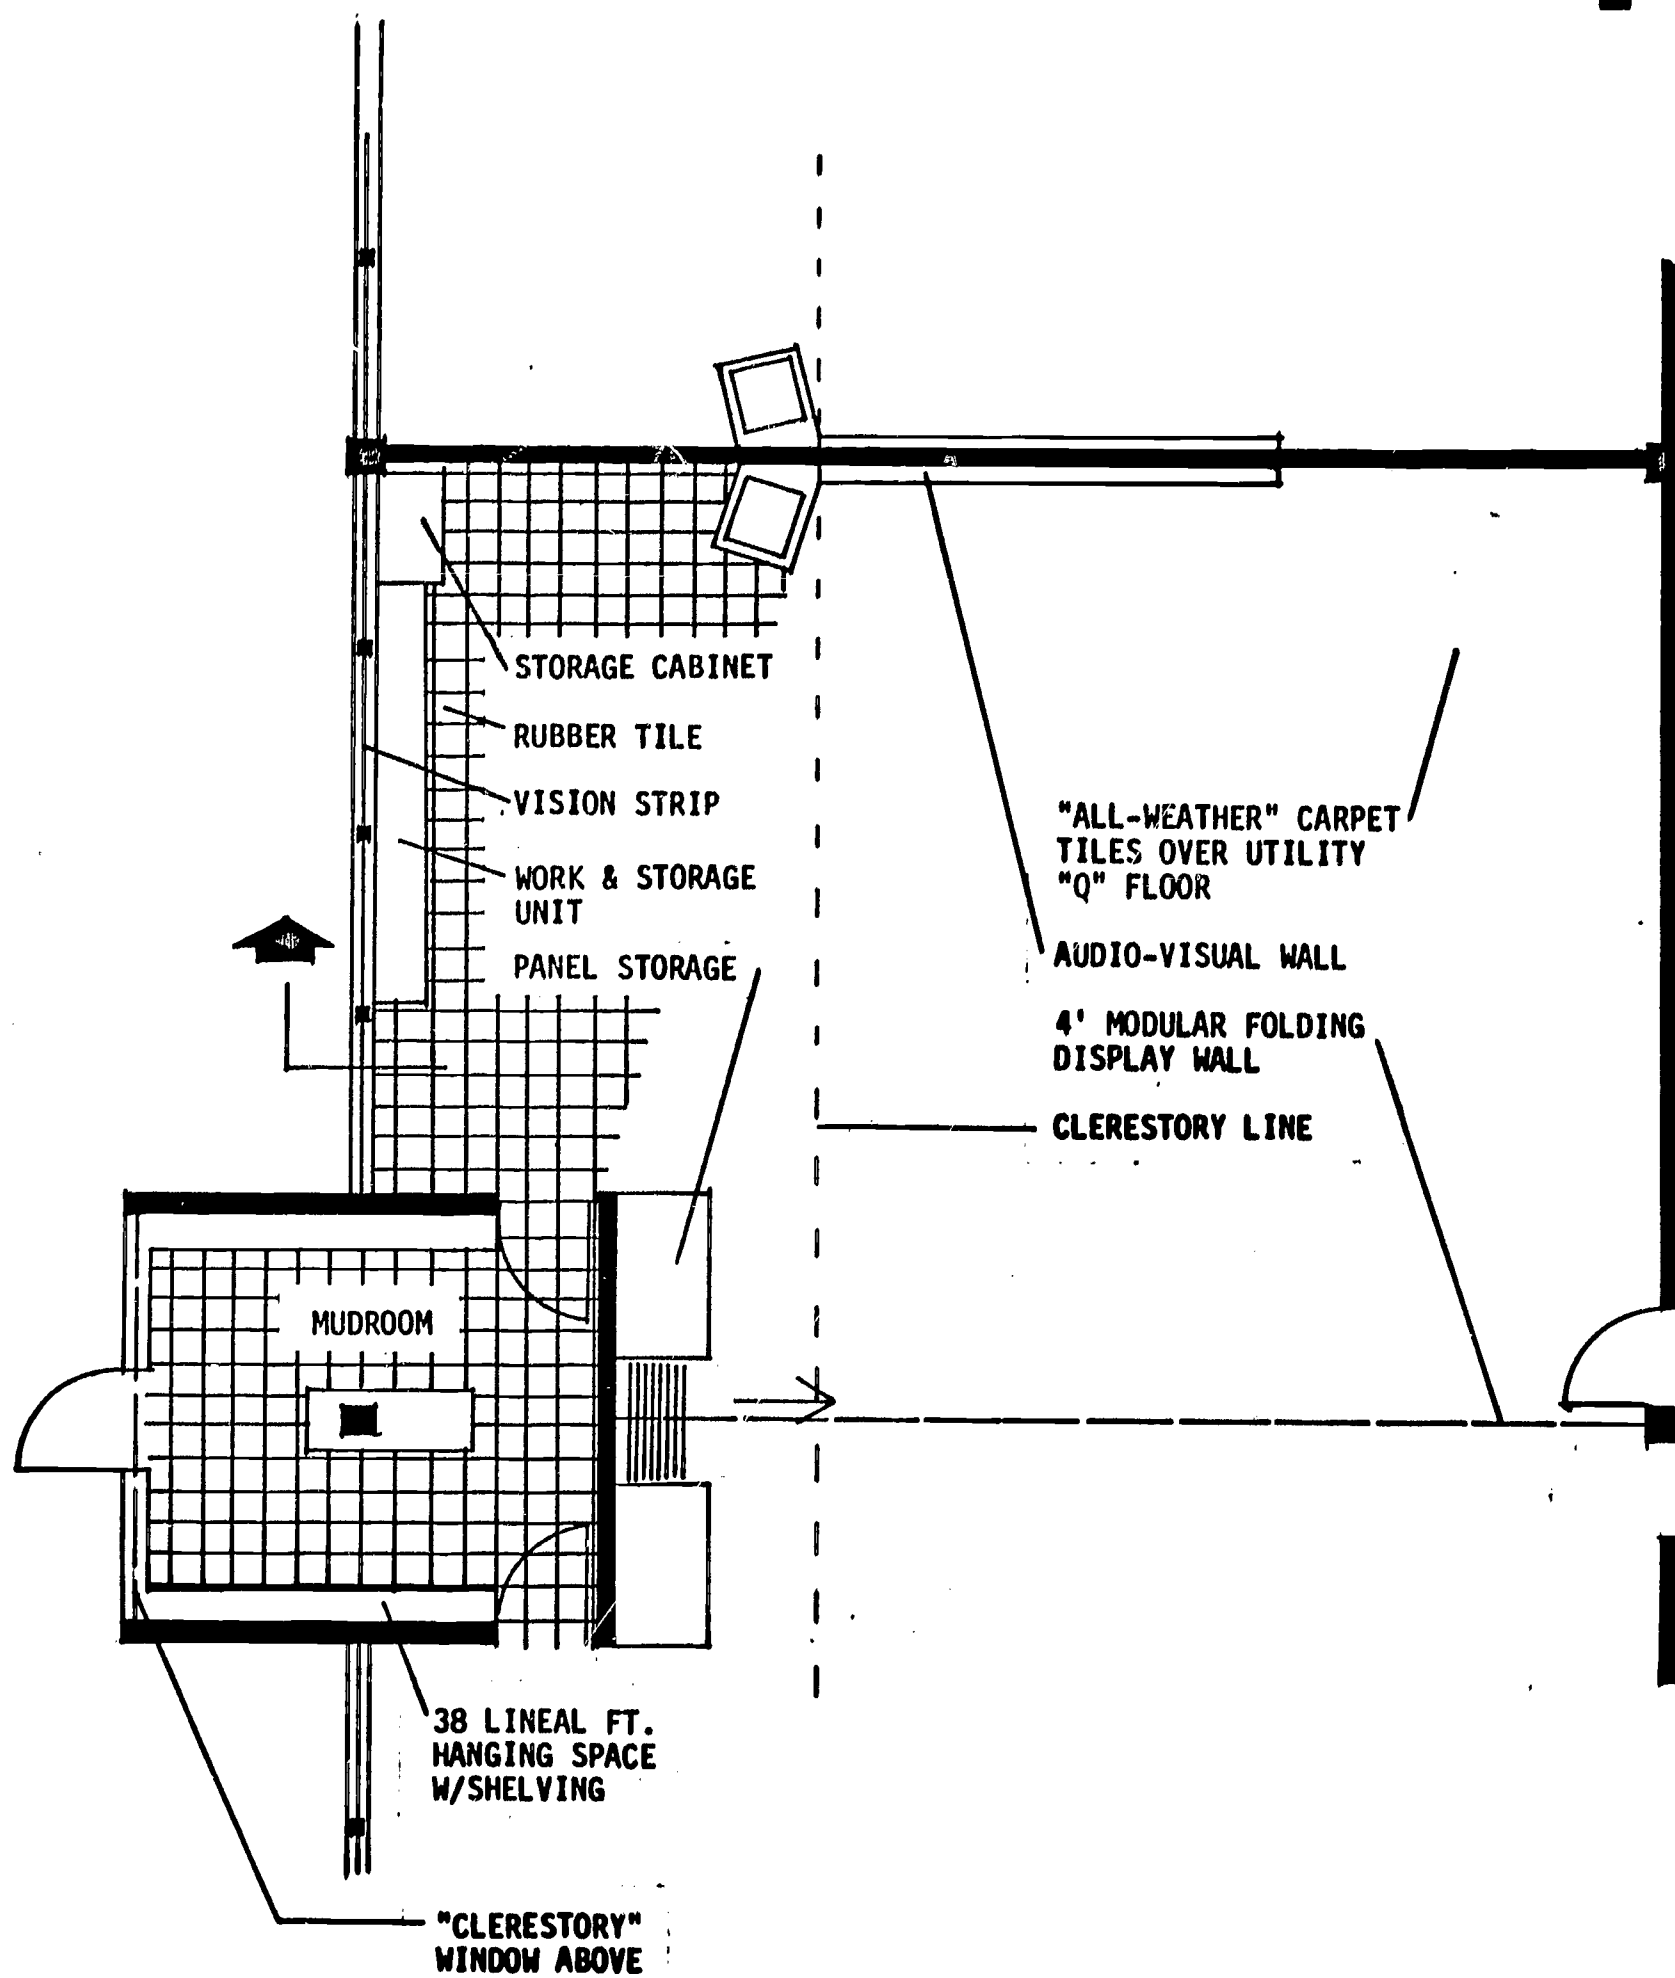 STORAGE CABINET
RUBBER TILE
VISION STRIP
WORK & STORAGE
UNIT
PANEL STORAGE
"ALL-WEATHER" CARPET
TILES OVER UTILITY
"Q" FLOOR
AUDIO-VISUAL WALL
4' MODULAR FOLDING
DISPLAY WALL
CLERESTORY LINE
MUDROOM
38 LINEAL FT.
HANGING SPACE
W/SHELVING
"CLERESTORY"
WINDOW ABOVE